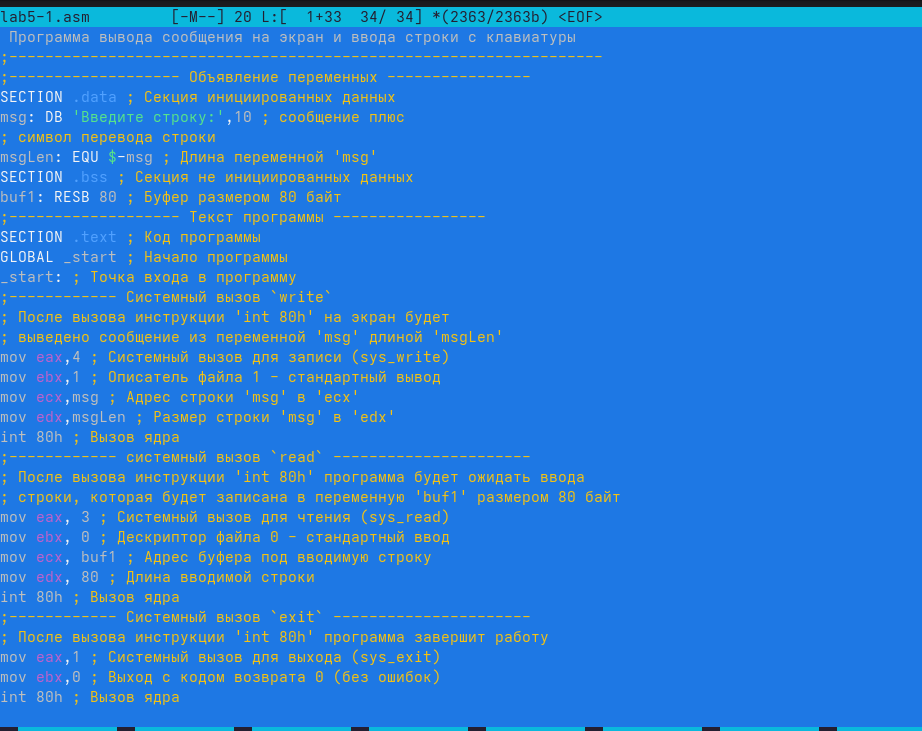 lab5-1.asm         [-M--] 20 L:[  1+33  34/ 34] *(2363/2363b) <EOF>
 Программа вывода сообщения на экран и ввода строки с клавиатуры
;------------------------------------------------------------------
;------------------- Объявление переменных ----------------
SECTION .data ; Секция инициированных данных
msg: DB 'Введите строку:',10 ; сообщение плюс
; символ перевода строки
msgLen: EQU $-msg ; Длина переменной 'msg'
SECTION .bss ; Секция не инициированных данных
buf1: RESB 80 ; Буфер размером 80 байт
;------------------- Текст программы -----------------
SECTION .text ; Код программы
GLOBAL _start ; Начало программы
_start: ; Точка входа в программу
;------------ Системный вызов `write`
; После вызова инструкции 'int 80h' на экран будет
; выведено сообщение из переменной 'msg' длиной 'msgLen'
mov eax,4 ; Системный вызов для записи (sys_write)
mov ebx,1 ; Описатель файла 1 - стандартный вывод
mov ecx,msg ; Адрес строки 'msg' в 'ecx'
mov edx,msgLen ; Размер строки 'msg' в 'edx'
int 80h ; Вызов ядра
;------------ системный вызов `read` ----------------------
; После вызова инструкции 'int 80h' программа будет ожидать ввода
; строки, которая будет записана в переменную 'buf1' размером 80 байт
mov eax, 3 ; Системный вызов для чтения (sys_read)
mov ebx, 0 ; Дескриптор файла 0 - стандартный ввод
mov ecx, buf1 ; Адрес буфера под вводимую строку
mov edx, 80 ; Длина вводимой строки
int 80h ; Вызов ядра
;------------ Системный вызов `exit` ----------------------
; После вызова инструкции 'int 80h' программа завершит работу
mov eax,1 ; Системный вызов для выхода (sys_exit)
mov ebx,0 ; Выход с кодом возврата 0 (без ошибок)
int 80h ; Вызов ядра